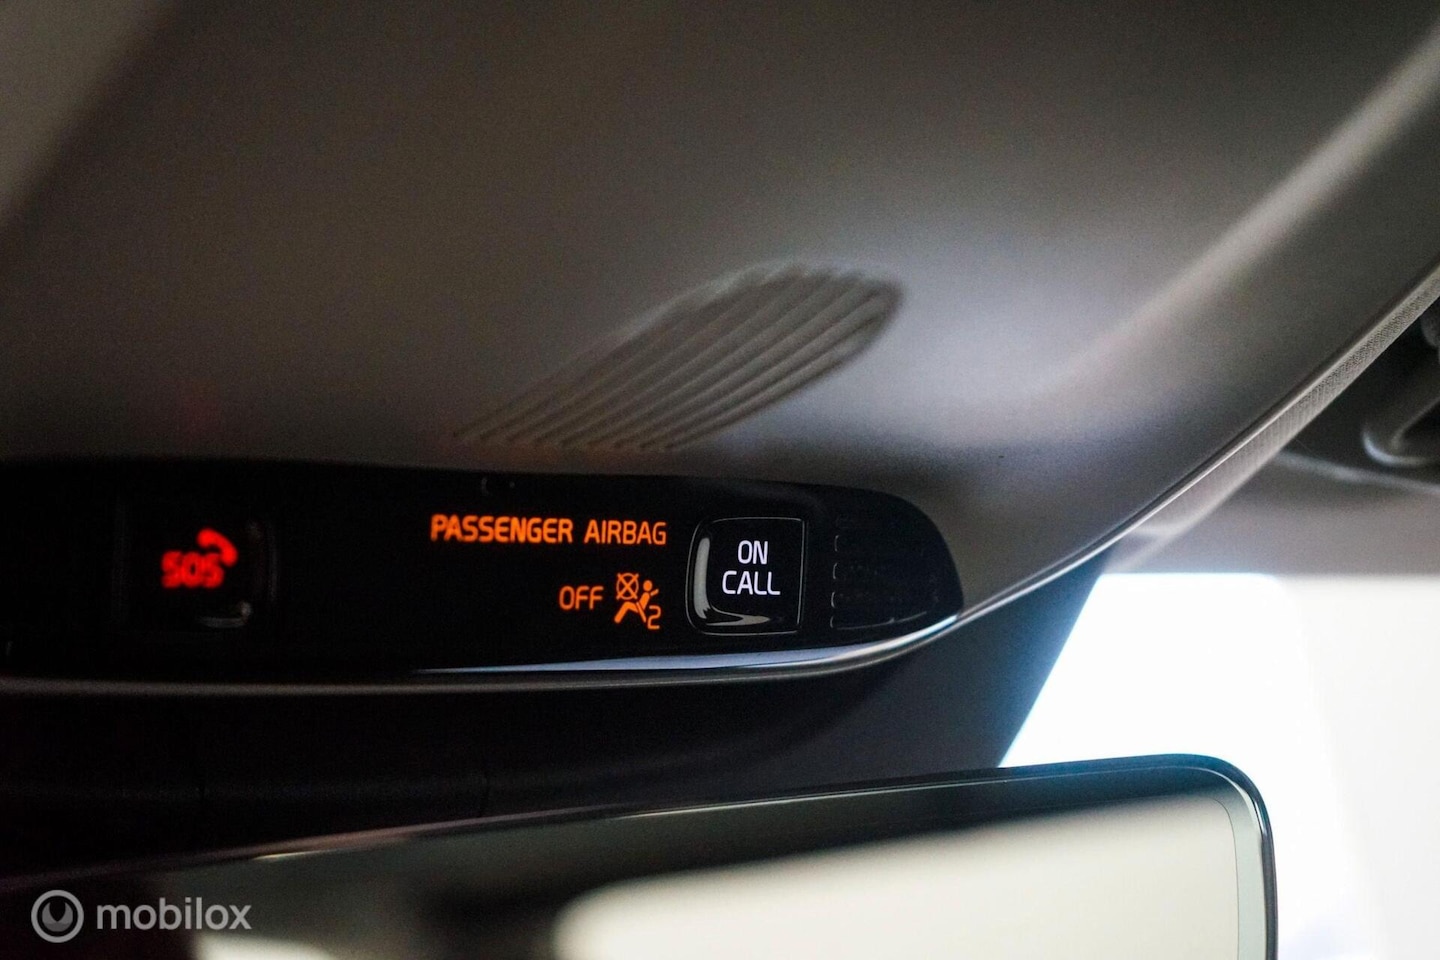 SOS
PASSENGER AIRBAG
OFF 2
ON
CALL
mobilox